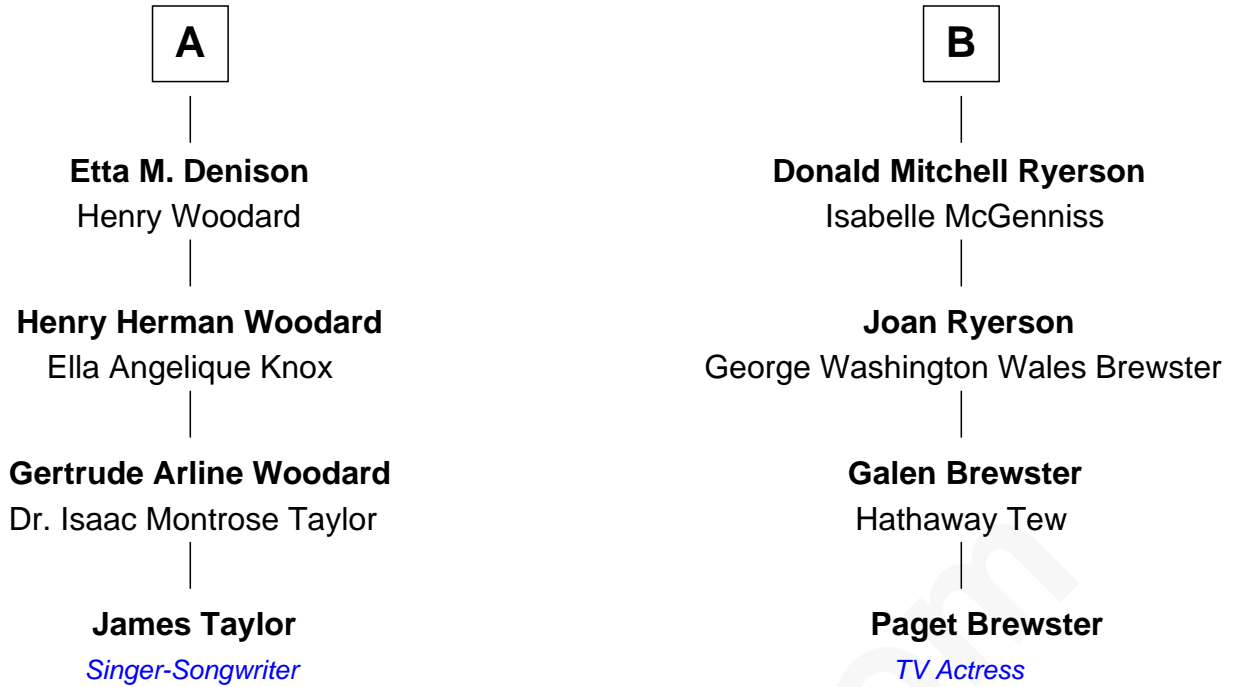 A
Etta M. Denison
Henry Woodard
Henry Herman Woodard
Ella Angelique Knox
Gertrude Arline Woodard
Dr. Isaac Montrose Taylor
James Taylor
Singer-Songwriter
B
Donald Mitchell Ryerson
Isabelle McGenniss
Joan Ryerson
George Washington Wales Brewster
Galen Brewster
Hathaway Tew
Paget Brewster
TV Actress